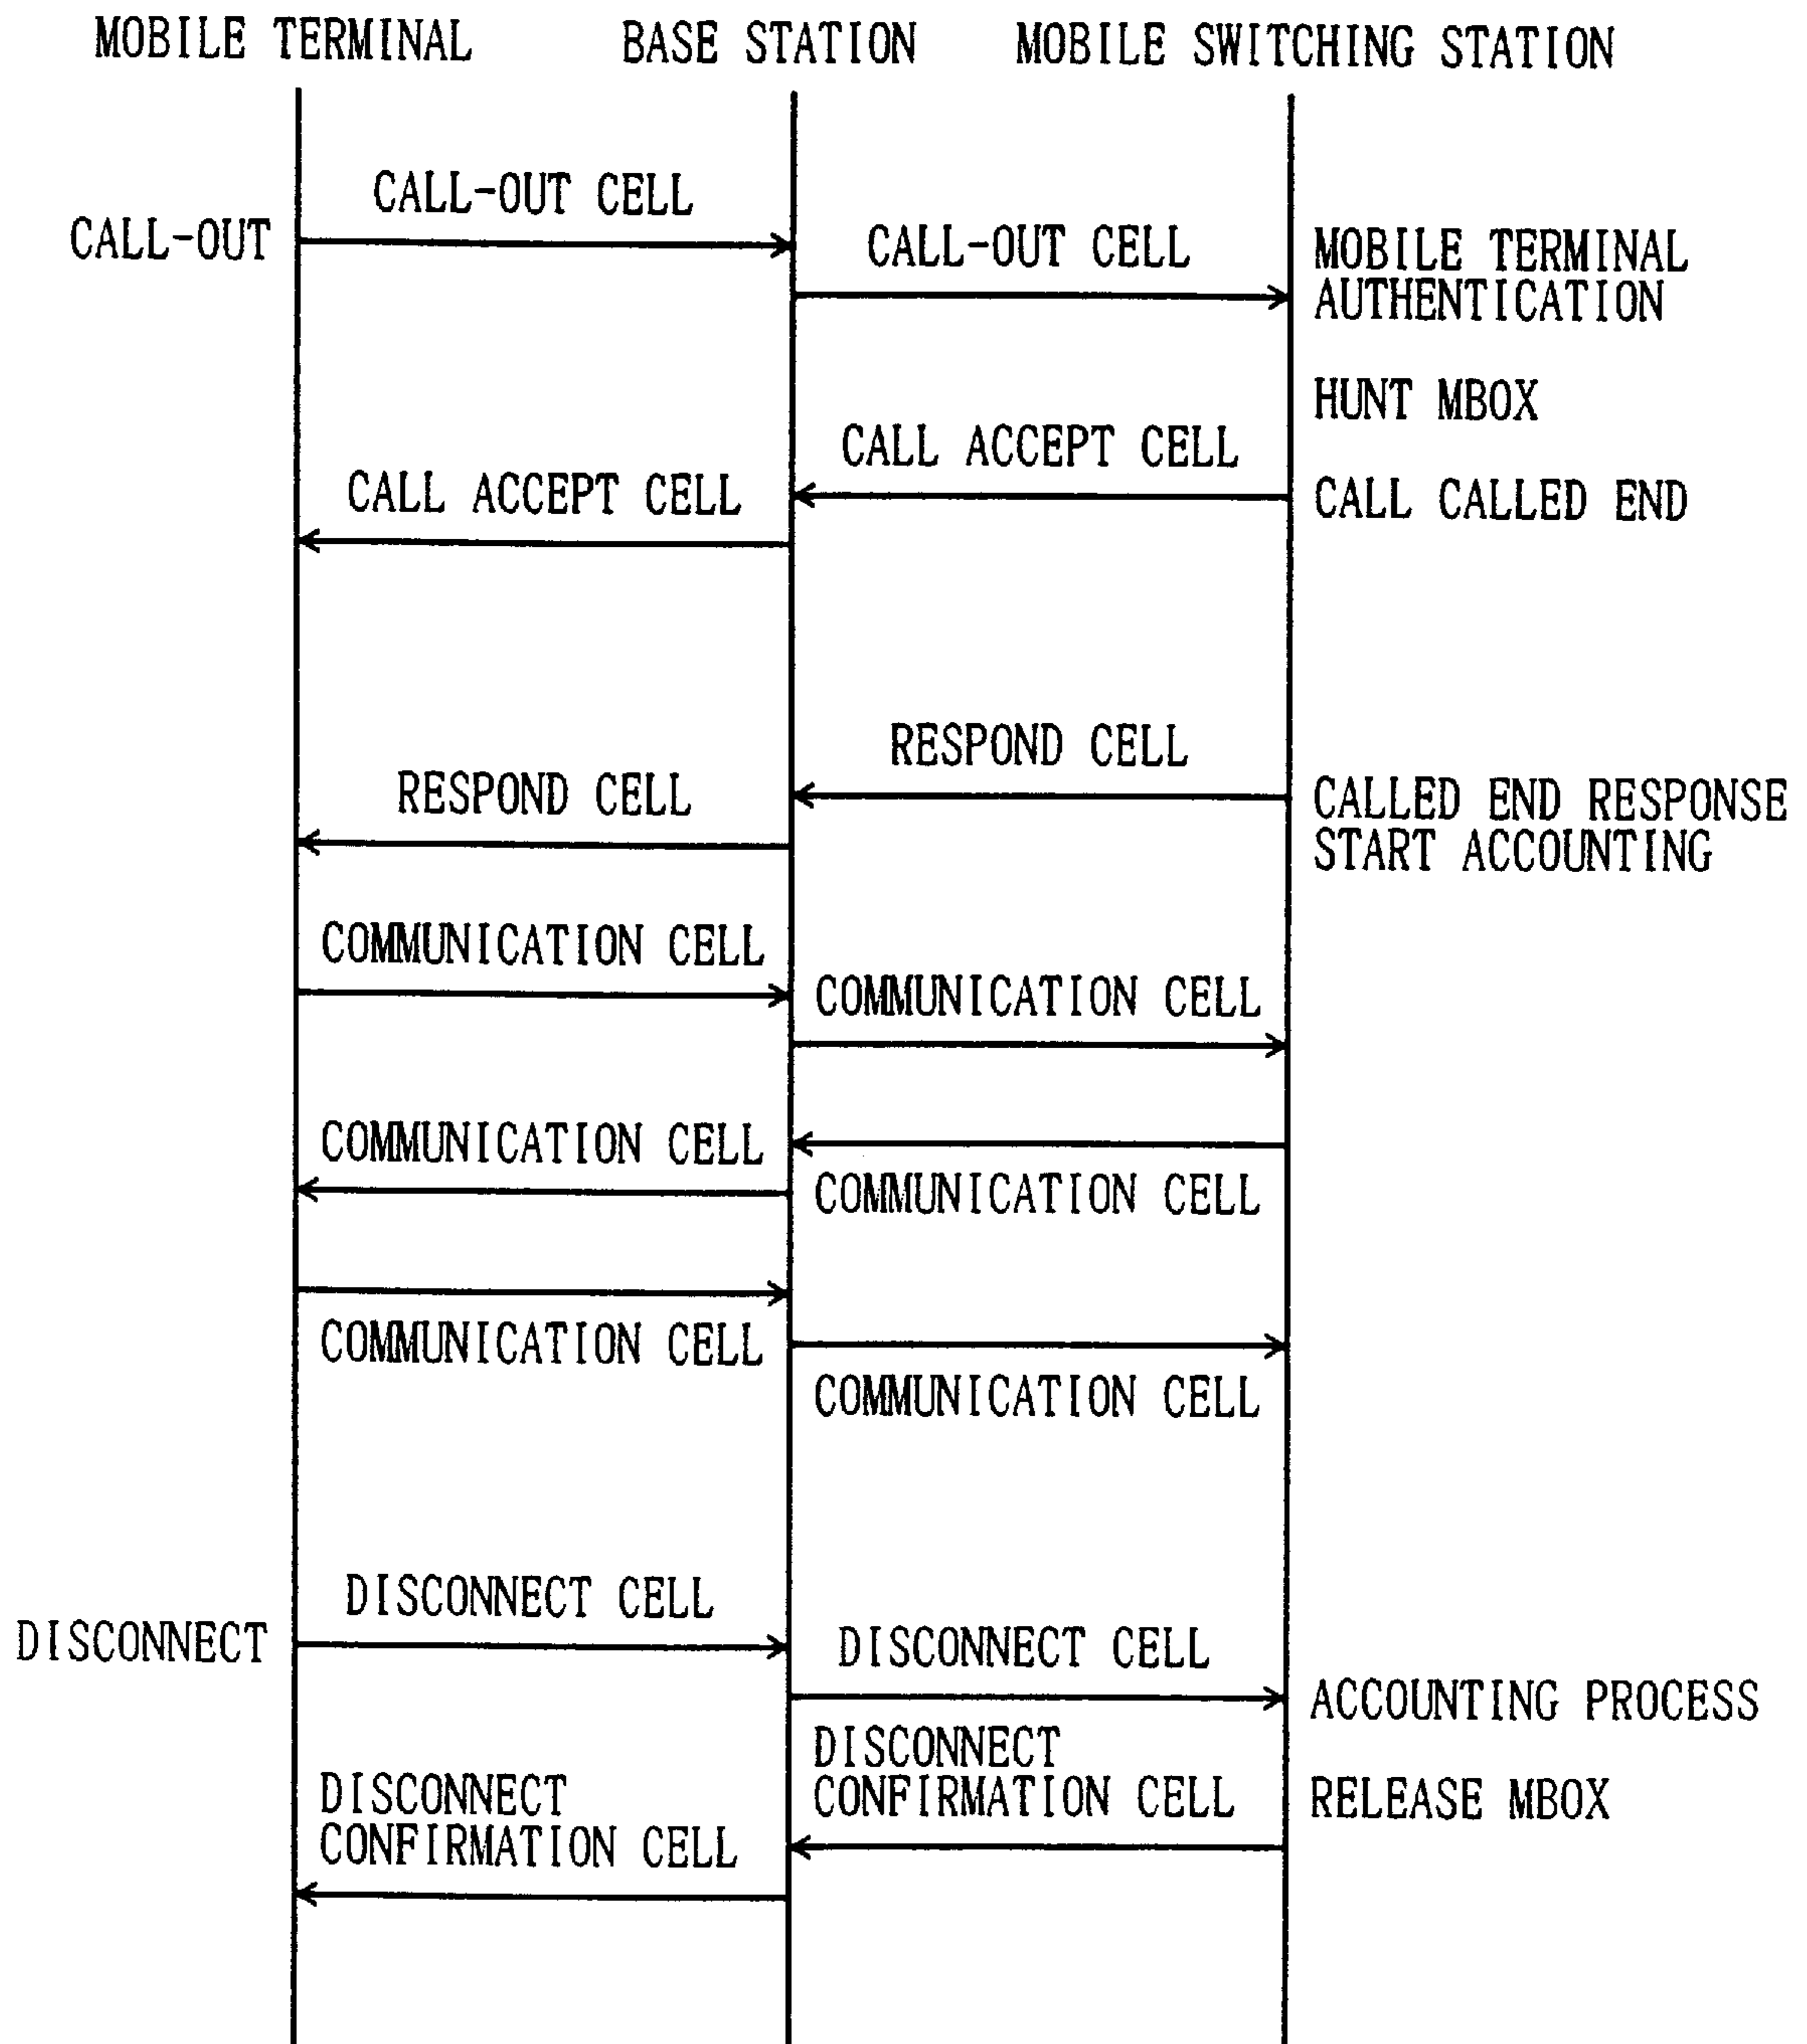 MOBILE TERMINAL
BASE STATION
MOBILE SWITCHING STATION
CALL-OUT CELL
CALL-OUT
CALL-OUT CELL
MOBILE TERMINAL
AUTHENTICATION
HUNT MBOX
CALL ACCEPT CELL
CALL ACCEPT CELL
CALL CALLED END
RESPOND CELL
RESPOND CELL
CALLED END RESPONSE
START ACCOUNTING
COMMUNICATION CELL
COMMUNICATION CELL
COMMUNICATION CELL
COMMUNICATION CELL
COMMUNICATION CELL
COMMUNICATION CELL
DISCONNECT CELL
DISCONNECT
DISCONNECT CELL
ACCOUNTING PROCESS
DISCONNECT
CONFIRMATION CELL
RELEASE MBOX
DISCONNECT
CONFIRMATION CELL